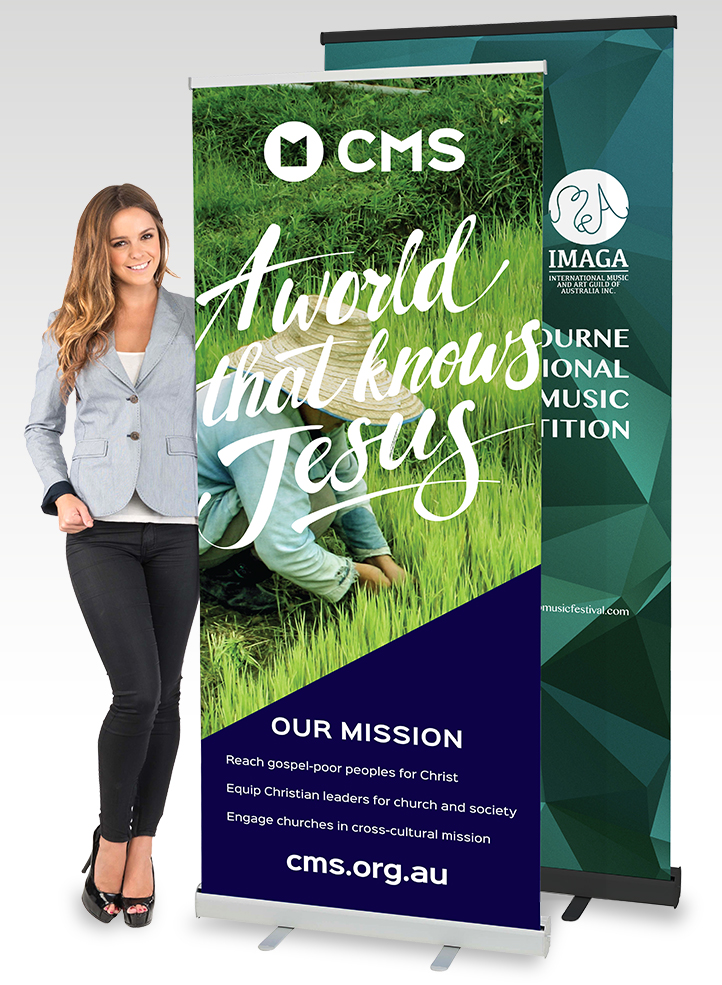 CMS
A world
that knows
Jesus
OUR MISSION
Reach gospel-poor peoples for Christ
Equip Christian leaders for church and society
Engage churches in cross-cultural mission
cms.org.au
M&A
IMAGA
INTERNATIONAL MUSIC
AND ART GUILD OF
AUSTRALIA INC.
OURNE
IONAL
MUSIC
TITION
musicfestival.com